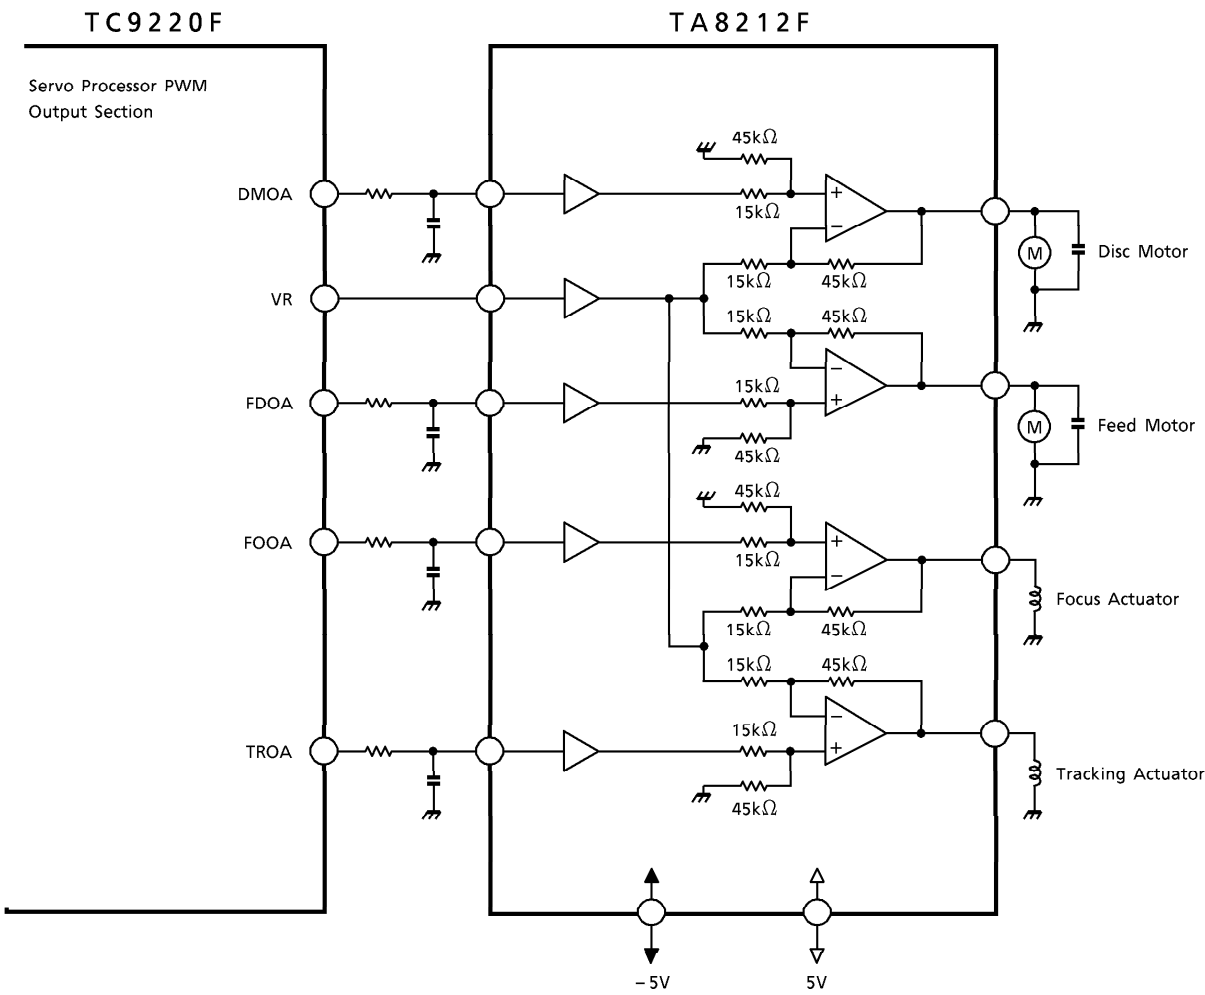 TC9220F
TA8212F
Servo Processor PWM
Output Section
45kΩ
DMOA
15kΩ
+
−
M
Disc Motor
15kΩ
45kΩ
VR
15kΩ
45kΩ
−
15kΩ
FDOA
+
M
Feed Motor
45kΩ
45kΩ
FOOA
15kΩ
+
−
Focus Actuator
15kΩ
45kΩ
15kΩ
45kΩ
−
15kΩ
TROA
+
Tracking Actuator
45kΩ
−5V
5V